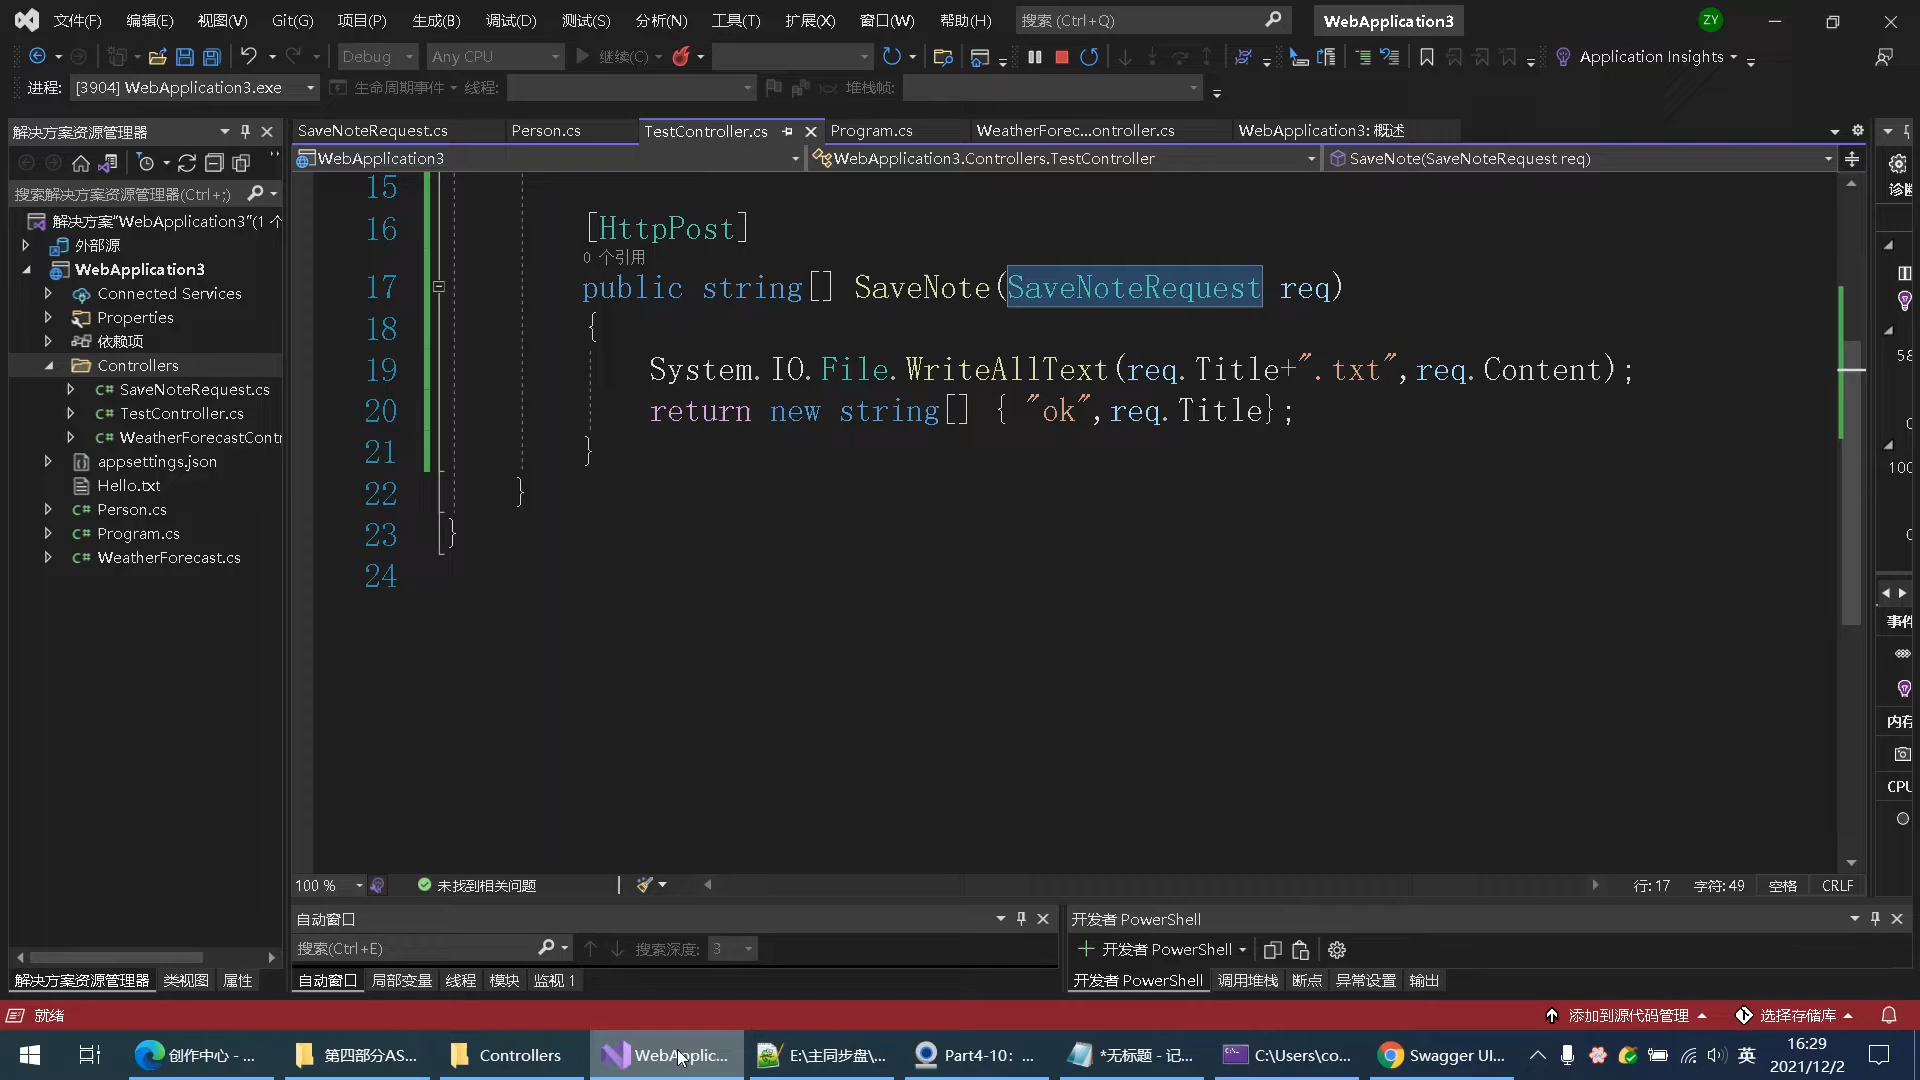 文件(F) 编辑(E) 视图(V) Git(G) 项目(P) 生成(B) 调试(D) 测试(S) 分析(N) 工具(T) 扩展(X) 窗口(W) 帮助(H) 搜索 (Ctrl+Q) WebApplication3 ZY
Debug Any CPU 继续(C) Application Insights
进程: [3904] WebApplication3.exe 生命周期事件 线程: 堆栈帧:
解决方案资源管理器
搜索解决方案资源管理器(Ctrl+;)
解决方案"WebApplication3"(1 个
外部源
WebApplication3
Connected Services
Properties
依赖项
Controllers
C# SaveNoteRequest.cs
C# TestController.cs
C# WeatherForecastContr
appsettings.json
Hello.txt
C# Person.cs
C# Program.cs
C# WeatherForecast.cs
解决方案资源管理器 类视图 属性
SaveNoteRequest.cs Person.cs TestController.cs Program.cs WeatherForec...ontroller.cs WebApplication3: 概述
WebApplication3 WebApplication3.Controllers.TestController SaveNote(SaveNoteRequest req)
15
16 [HttpPost]
0 个引用
17 public string[] SaveNote(SaveNoteRequest req)
18 {
19 System.IO.File.WriteAllText(req.Title+".txt",req.Content);
20 return new string[] { "ok",req.Title};
21 }
22 }
23 }
24
100 % 未找到相关问题 行: 17 字符: 49 空格 CRLF
诊断
58
100
事件
内存
CPU
自动窗口
搜索(Ctrl+E) 搜索深度: 3
自动窗口 局部变量 线程 模块 监视 1
开发者 PowerShell
+ 开发者 PowerShell
开发者 PowerShell 调用堆栈 断点 异常设置 输出
就绪 添加到源代码管理 选择存储库
创作中心 - ... 第四部分AS... Controllers WebApplic... E:\主同步盘\... Part4-10: ... *无标题 - 记... C:\Users\co... Swagger UI... 英 16:29
2021/12/2